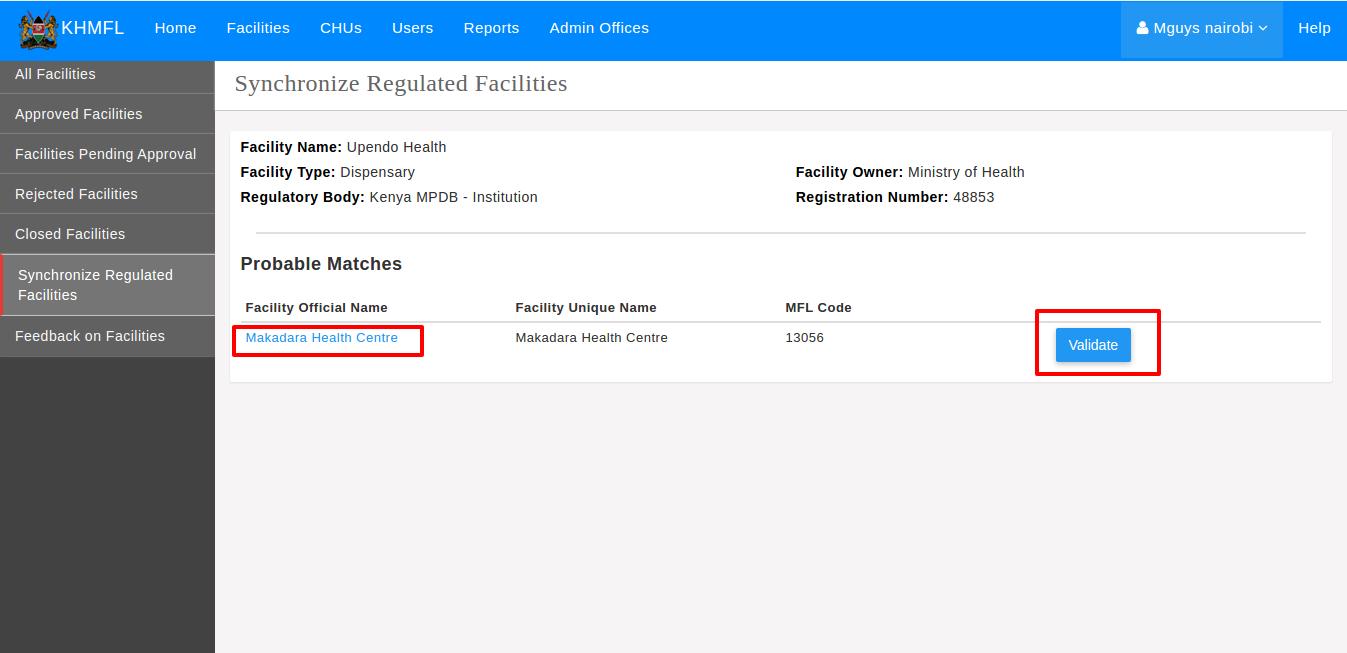 KHMFL Home Facilities CHUs Users Reports Admin Offices Mguys nairobi Help
All Facilities
Approved Facilities
Facilities Pending Approval
Rejected Facilities
Closed Facilities
Synchronize Regulated
Facilities
Feedback on Facilities
Synchronize Regulated Facilities
Facility Name: Upendo Health
Facility Type: Dispensary Facility Owner: Ministry of Health
Regulatory Body: Kenya MPDB - Institution Registration Number: 48853
Probable Matches
Facility Official Name Facility Unique Name MFL Code
Makadara Health Centre Makadara Health Centre 13056 Validate